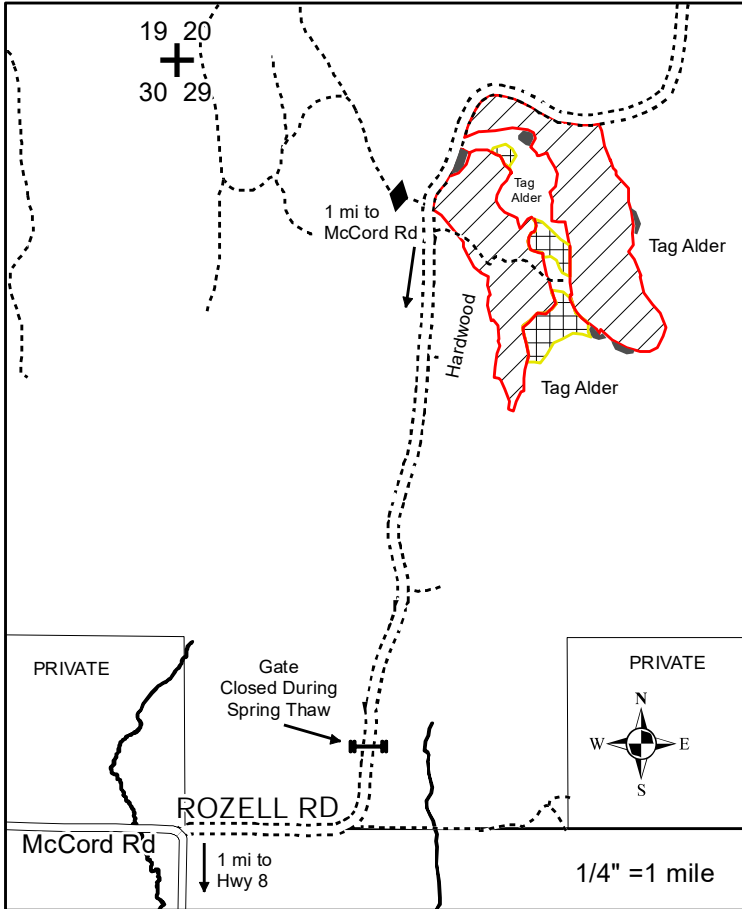 19 20
30 29
Tag
Alder
1 mi to
McCord Rd
Tag Alder
Hardwood
Tag Alder
PRIVATE
Gate
Closed During
Spring Thaw
PRIVATE
N
W E
S
ROZELL RD
McCord Rd
1 mi to
Hwy 8
1/4" =1 mile